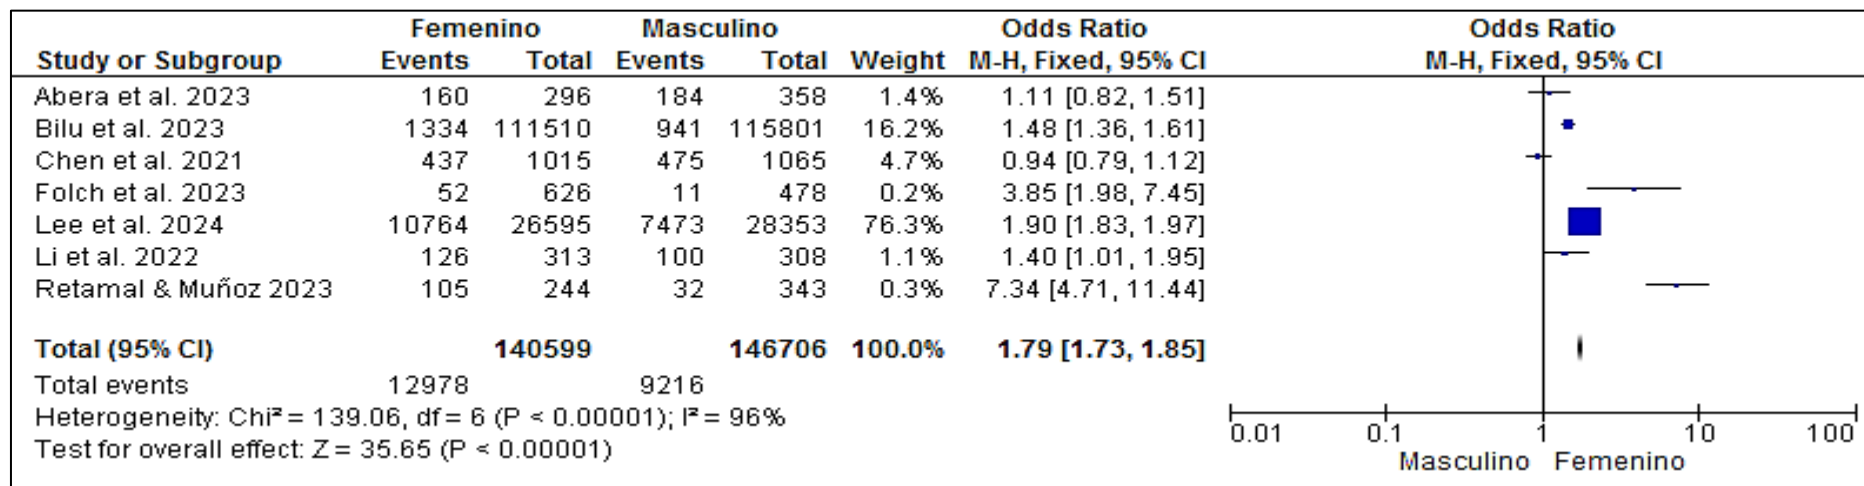 Femenino Masculino Odds Ratio Odds Ratio
Study or Subgroup Events Total Events Total Weight M-H, Fixed, 95% CI M-H, Fixed, 95% CI
Abera et al. 2023 160 296 184 358 1.4% 1.11 [0.82, 1.51]
Bilu et al. 2023 1334 111510 941 115801 16.2% 1.48 [1.36, 1.61]
Chen et al. 2021 437 1015 475 1065 4.7% 0.94 [0.79, 1.12]
Folch et al. 2023 52 626 11 478 0.2% 3.85 [1.98, 7.45]
Lee et al. 2024 10764 26595 7473 28353 76.3% 1.90 [1.83, 1.97]
Li et al. 2022 126 313 100 308 1.1% 1.40 [1.01, 1.95]
Retamal & Muñoz 2023 105 244 32 343 0.3% 7.34 [4.71, 11.44]
Total (95% CI) 140599 146706 100.0% 1.79 [1.73, 1.85]
Total events 12978 9216
Heterogeneity: Chi² = 139.06, df = 6 (P < 0.00001); I² = 96%
Test for overall effect: Z = 35.65 (P < 0.00001)
0.01 0.1 1 10 100
Masculino Femenino